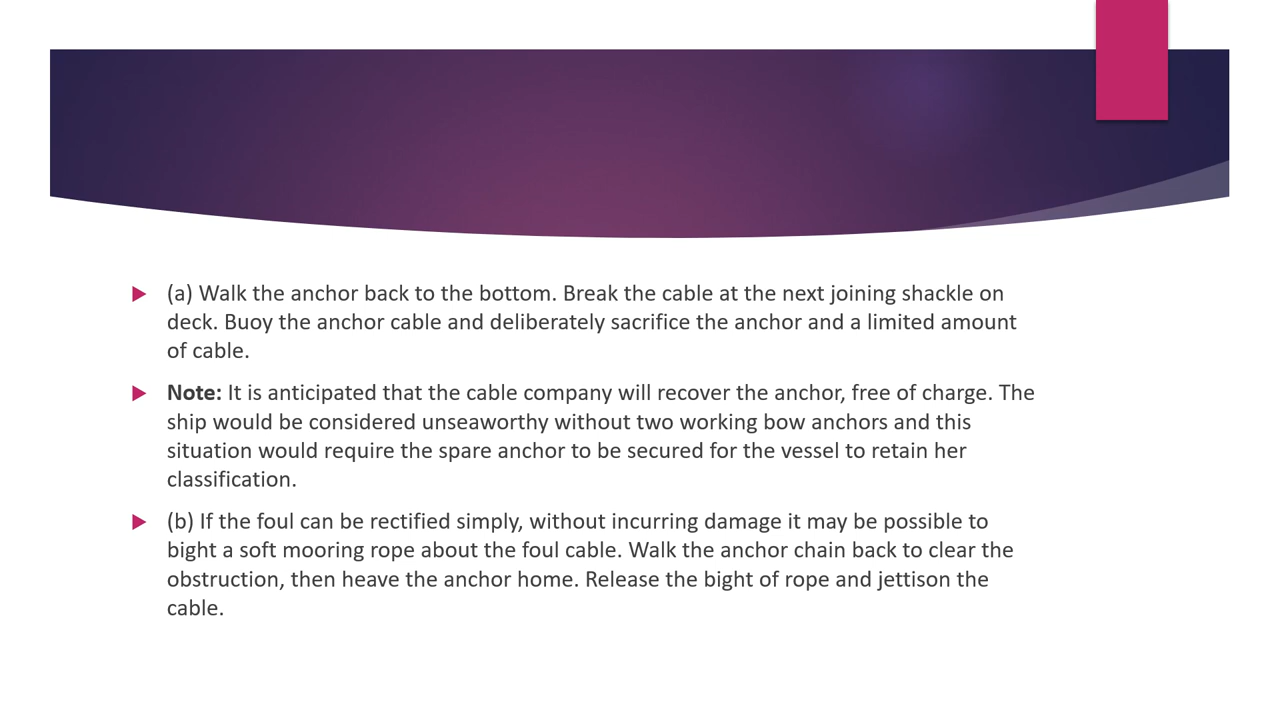 (a) Walk the anchor back to the bottom. Break the cable at the next joining shackle on
deck. Buoy the anchor cable and deliberately sacrifice the anchor and a limited amount
of cable.
Note: It is anticipated that the cable company will recover the anchor, free of charge. The
ship would be considered unseaworthy without two working bow anchors and this
situation would require the spare anchor to be secured for the vessel to retain her
classification.
(b) If the foul can be rectified simply, without incurring damage it may be possible to
bight a soft mooring rope about the foul cable. Walk the anchor chain back to clear the
obstruction, then heave the anchor home. Release the bight of rope and jettison the
cable.